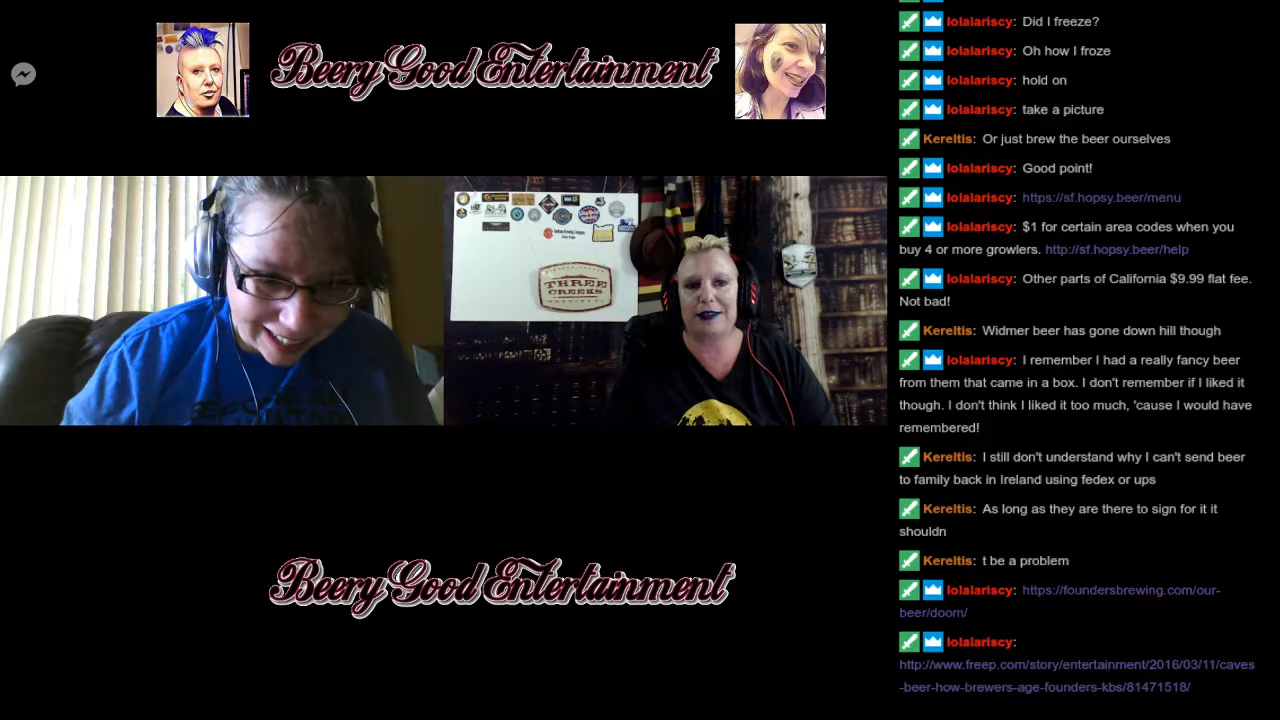 Beery Good Entertainment
THREE
CREEKS
Beery Good Entertainment
lolalariscy: Did I freeze?
lolalariscy: Oh how I froze
lolalariscy: hold on
lolalariscy: take a picture
Kereltis: Or just brew the beer ourselves
lolalariscy: Good point!
lolalariscy: https://sf.hopsy.beer/menu
lolalariscy: $1 for certain area codes when you
buy 4 or more growlers. http://sf.hopsy.beer/help
lolalariscy: Other parts of California $9.99 flat fee.
Not bad!
Kereltis: Widmer beer has gone down hill though
lolalariscy: I remember I had a really fancy beer
from them that came in a box. I don't remember if I liked it
though. I don't think I liked it too much, 'cause I would have
remembered!
Kereltis: I still don't understand why I can't send beer
to family back in Ireland using fedex or ups
Kereltis: As long as they are there to sign for it it
shouldn
Kereltis: t be a problem
lolalariscy: https://foundersbrewing.com/our-
beer/doom/
lolalariscy:
http://www.freep.com/story/entertainment/2016/03/11/caves
-beer-how-brewers-age-founders-kbs/81471518/